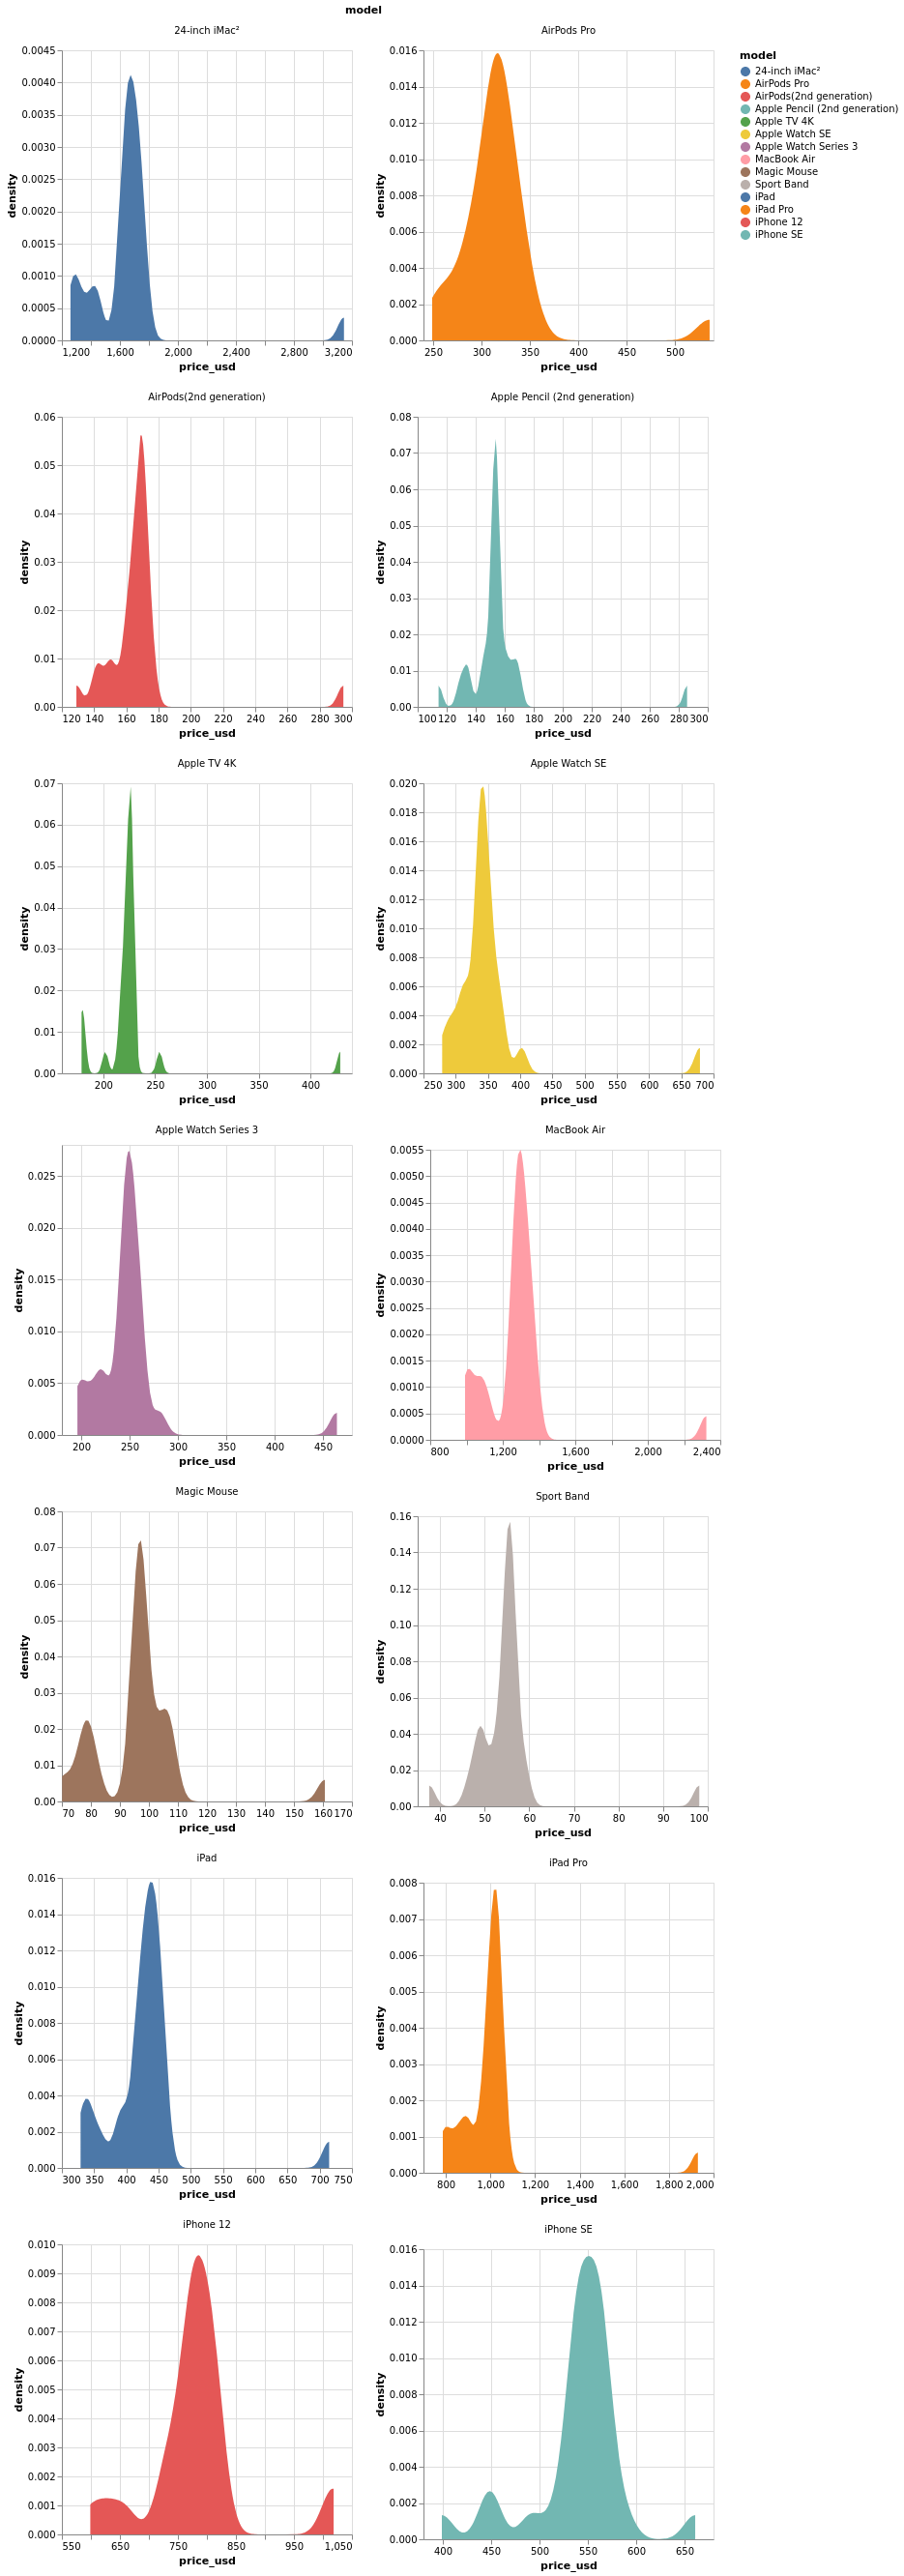 model
24-inch iMac²
AirPods Pro
0.0045
0.0040
0.0035
0.0030
0.0025
0.0020
0.0015
0.0010
0.0005
0.0000
density
1,200 1,600 2,000 2,400 2,800 3,200
price_usd
0.016
0.014
0.012
0.010
0.008
0.006
0.004
0.002
0.000
density
250 300 350 400 450 500
price_usd
model
24-inch iMac²
AirPods Pro
AirPods(2nd generation)
Apple Pencil (2nd generation)
Apple TV 4K
Apple Watch SE
Apple Watch Series 3
MacBook Air
Magic Mouse
Sport Band
iPad
iPad Pro
iPhone 12
iPhone SE
AirPods(2nd generation)
0.06
0.05
0.04
0.03
0.02
0.01
0.00
density
120 140 160 180 200 220 240 260 280 300
price_usd
Apple Pencil (2nd generation)
0.08
0.07
0.06
0.05
0.04
0.03
0.02
0.01
0.00
density
100 120 140 160 180 200 220 240 260 280 300
price_usd
Apple TV 4K
0.07
0.06
0.05
0.04
0.03
0.02
0.01
0.00
density
200 250 300 350 400
price_usd
Apple Watch SE
0.020
0.018
0.016
0.014
0.012
0.010
0.008
0.006
0.004
0.002
0.000
density
250 300 350 400 450 500 550 600 650 700
price_usd
Apple Watch Series 3
0.025
0.020
0.015
0.010
0.005
0.000
density
200 250 300 350 400 450
price_usd
MacBook Air
0.0055
0.0050
0.0045
0.0040
0.0035
0.0030
0.0025
0.0020
0.0015
0.0010
0.0005
0.0000
density
800 1,200 1,600 2,000 2,400
price_usd
Magic Mouse
0.08
0.07
0.06
0.05
0.04
0.03
0.02
0.01
0.00
density
70 80 90 100 110 120 130 140 150 160 170
price_usd
Sport Band
0.16
0.14
0.12
0.10
0.08
0.06
0.04
0.02
0.00
density
40 50 60 70 80 90 100
price_usd
iPad
0.016
0.014
0.012
0.010
0.008
0.006
0.004
0.002
0.000
density
300 350 400 450 500 550 600 650 700 750
price_usd
iPad Pro
0.008
0.007
0.006
0.005
0.004
0.003
0.002
0.001
0.000
density
800 1,000 1,200 1,400 1,600 1,800 2,000
price_usd
iPhone 12
0.010
0.009
0.008
0.007
0.006
0.005
0.004
0.003
0.002
0.001
0.000
density
550 650 750 850 950 1,050
price_usd
iPhone SE
0.016
0.014
0.012
0.010
0.008
0.006
0.004
0.002
0.000
density
400 450 500 550 600 650
price_usd